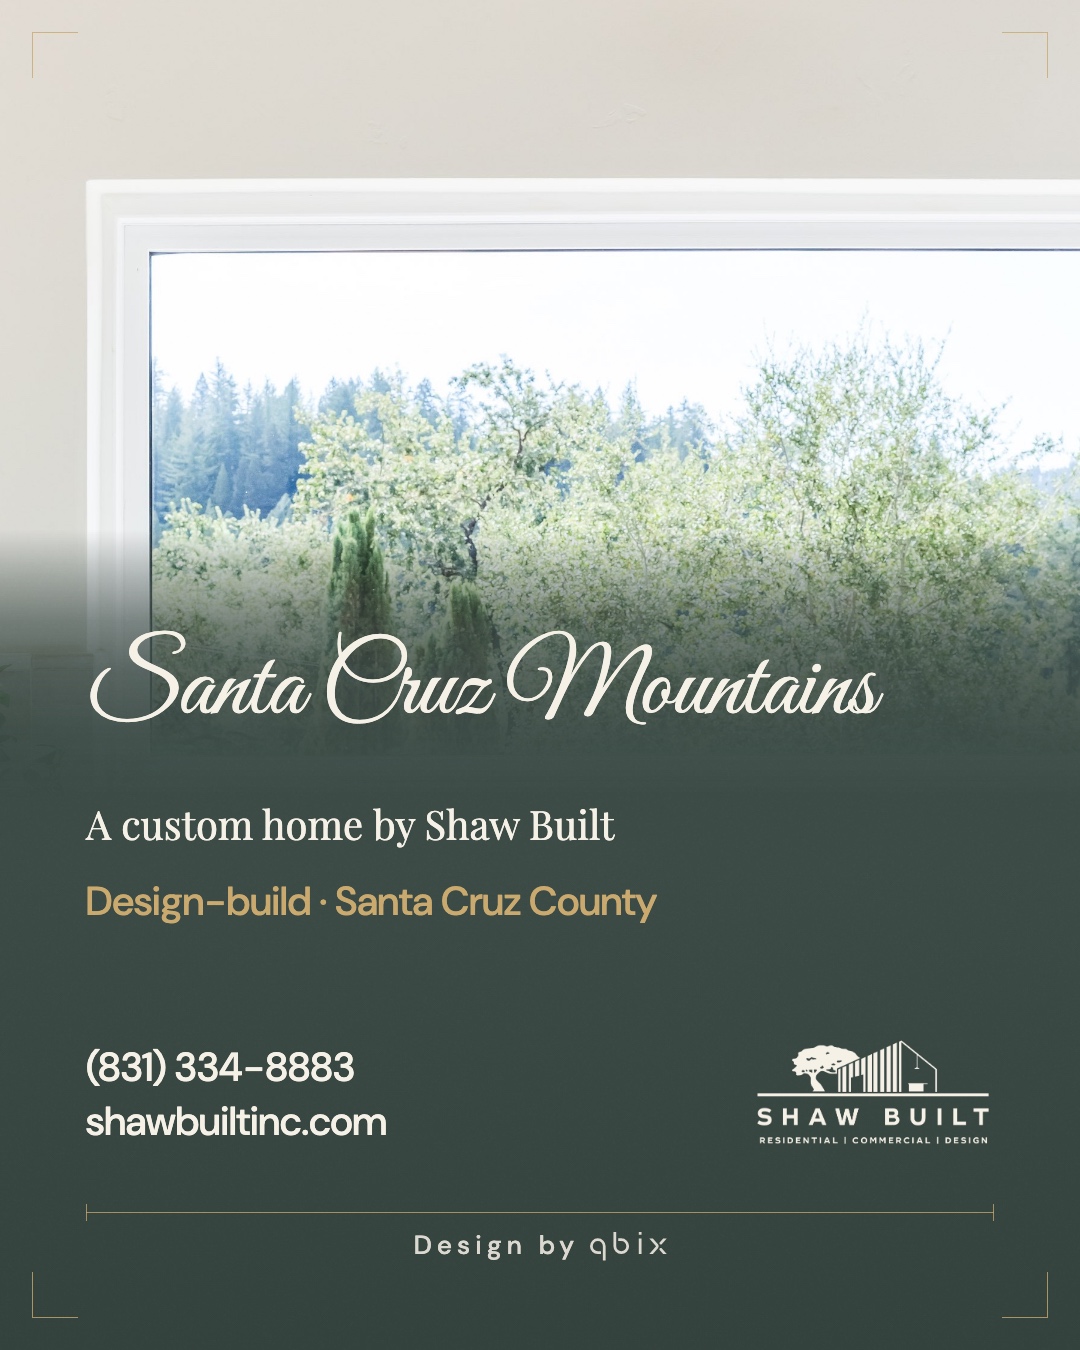 Santa Cruz Mountains
A custom home by Shaw Built
Design-build · Santa Cruz County
(831) 334-8883
shawbuiltinc.com
SHAW BUILT
RESIDENTIAL | COMMERCIAL | DESIGN
Design by qbix